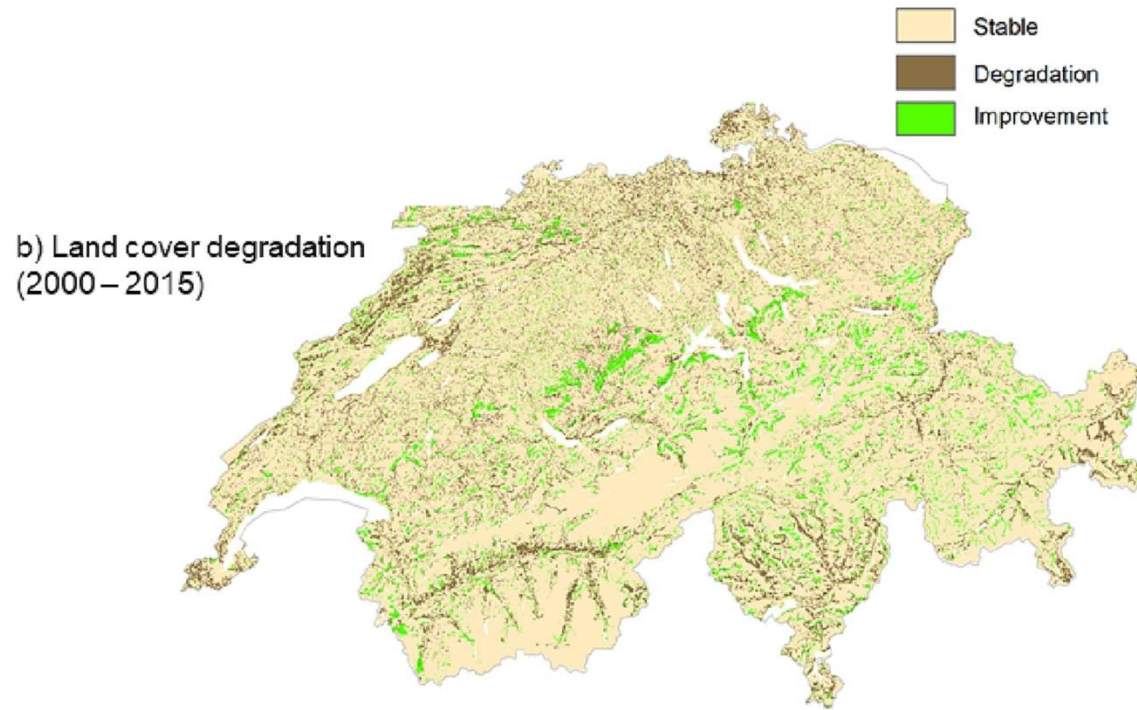 Stable
Degradation
Improvement
b) Land cover degradation
(2000 – 2015)